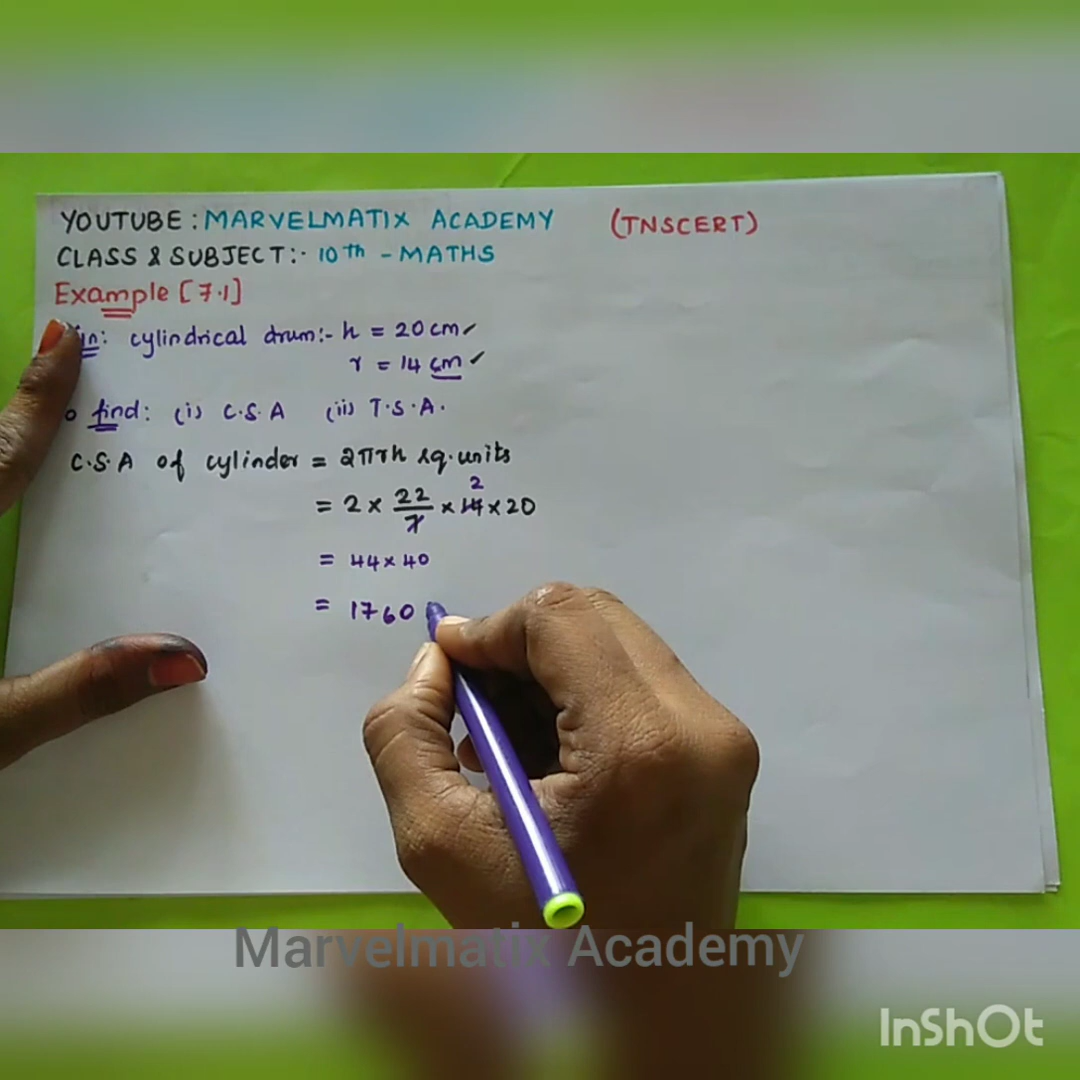 YOUTUBE : MARVELMATIX ACADEMY (TNSCERT)
CLASS & SUBJECT :- 10th - MATHS
Example [7.1]
cylindrical drum:- h = 20 cm ✓
r = 14 cm ✓
find: (i) C.S.A (ii) T.S.A.
C.S.A of cylinder = 2πrh sq.units
= 2 × 22/7 × 14 2 × 20
= 44 × 40
= 1760
Marvelmatix Academy
InShOt